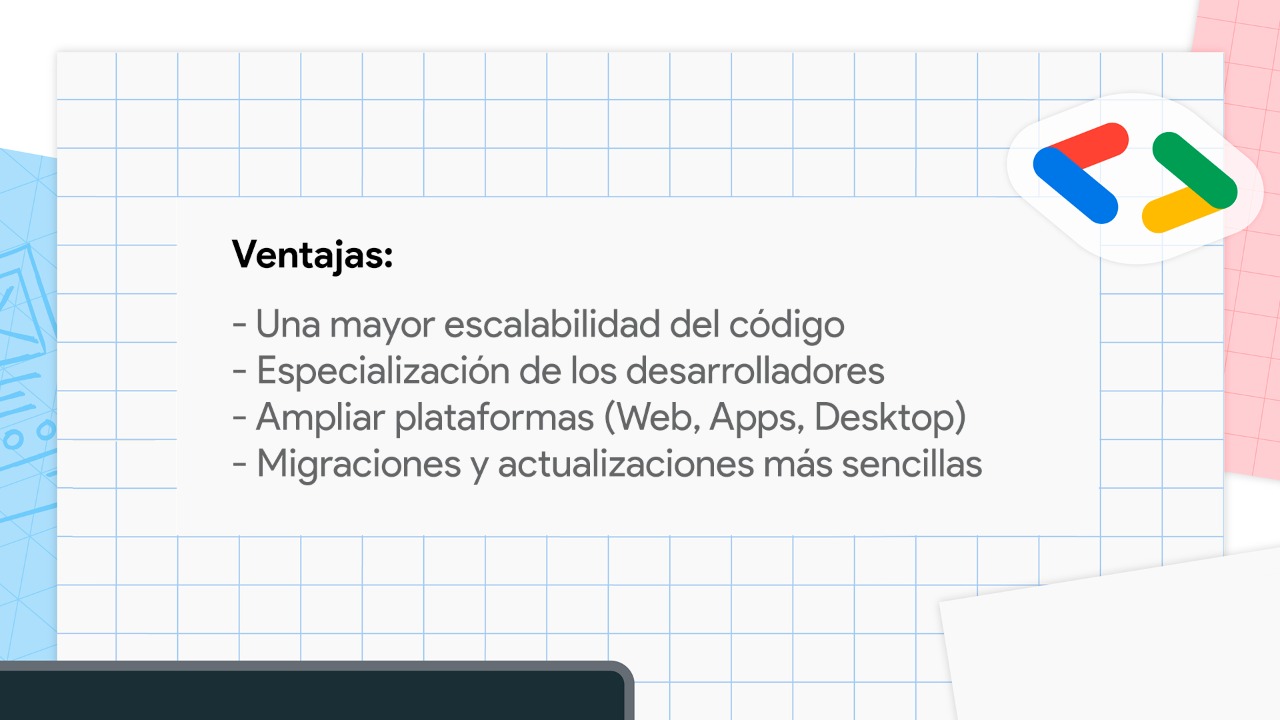 Ventajas:
- Una mayor escalabilidad del código
- Especialización de los desarrolladores
- Ampliar plataformas (Web, Apps, Desktop)
- Migraciones y actualizaciones más sencillas